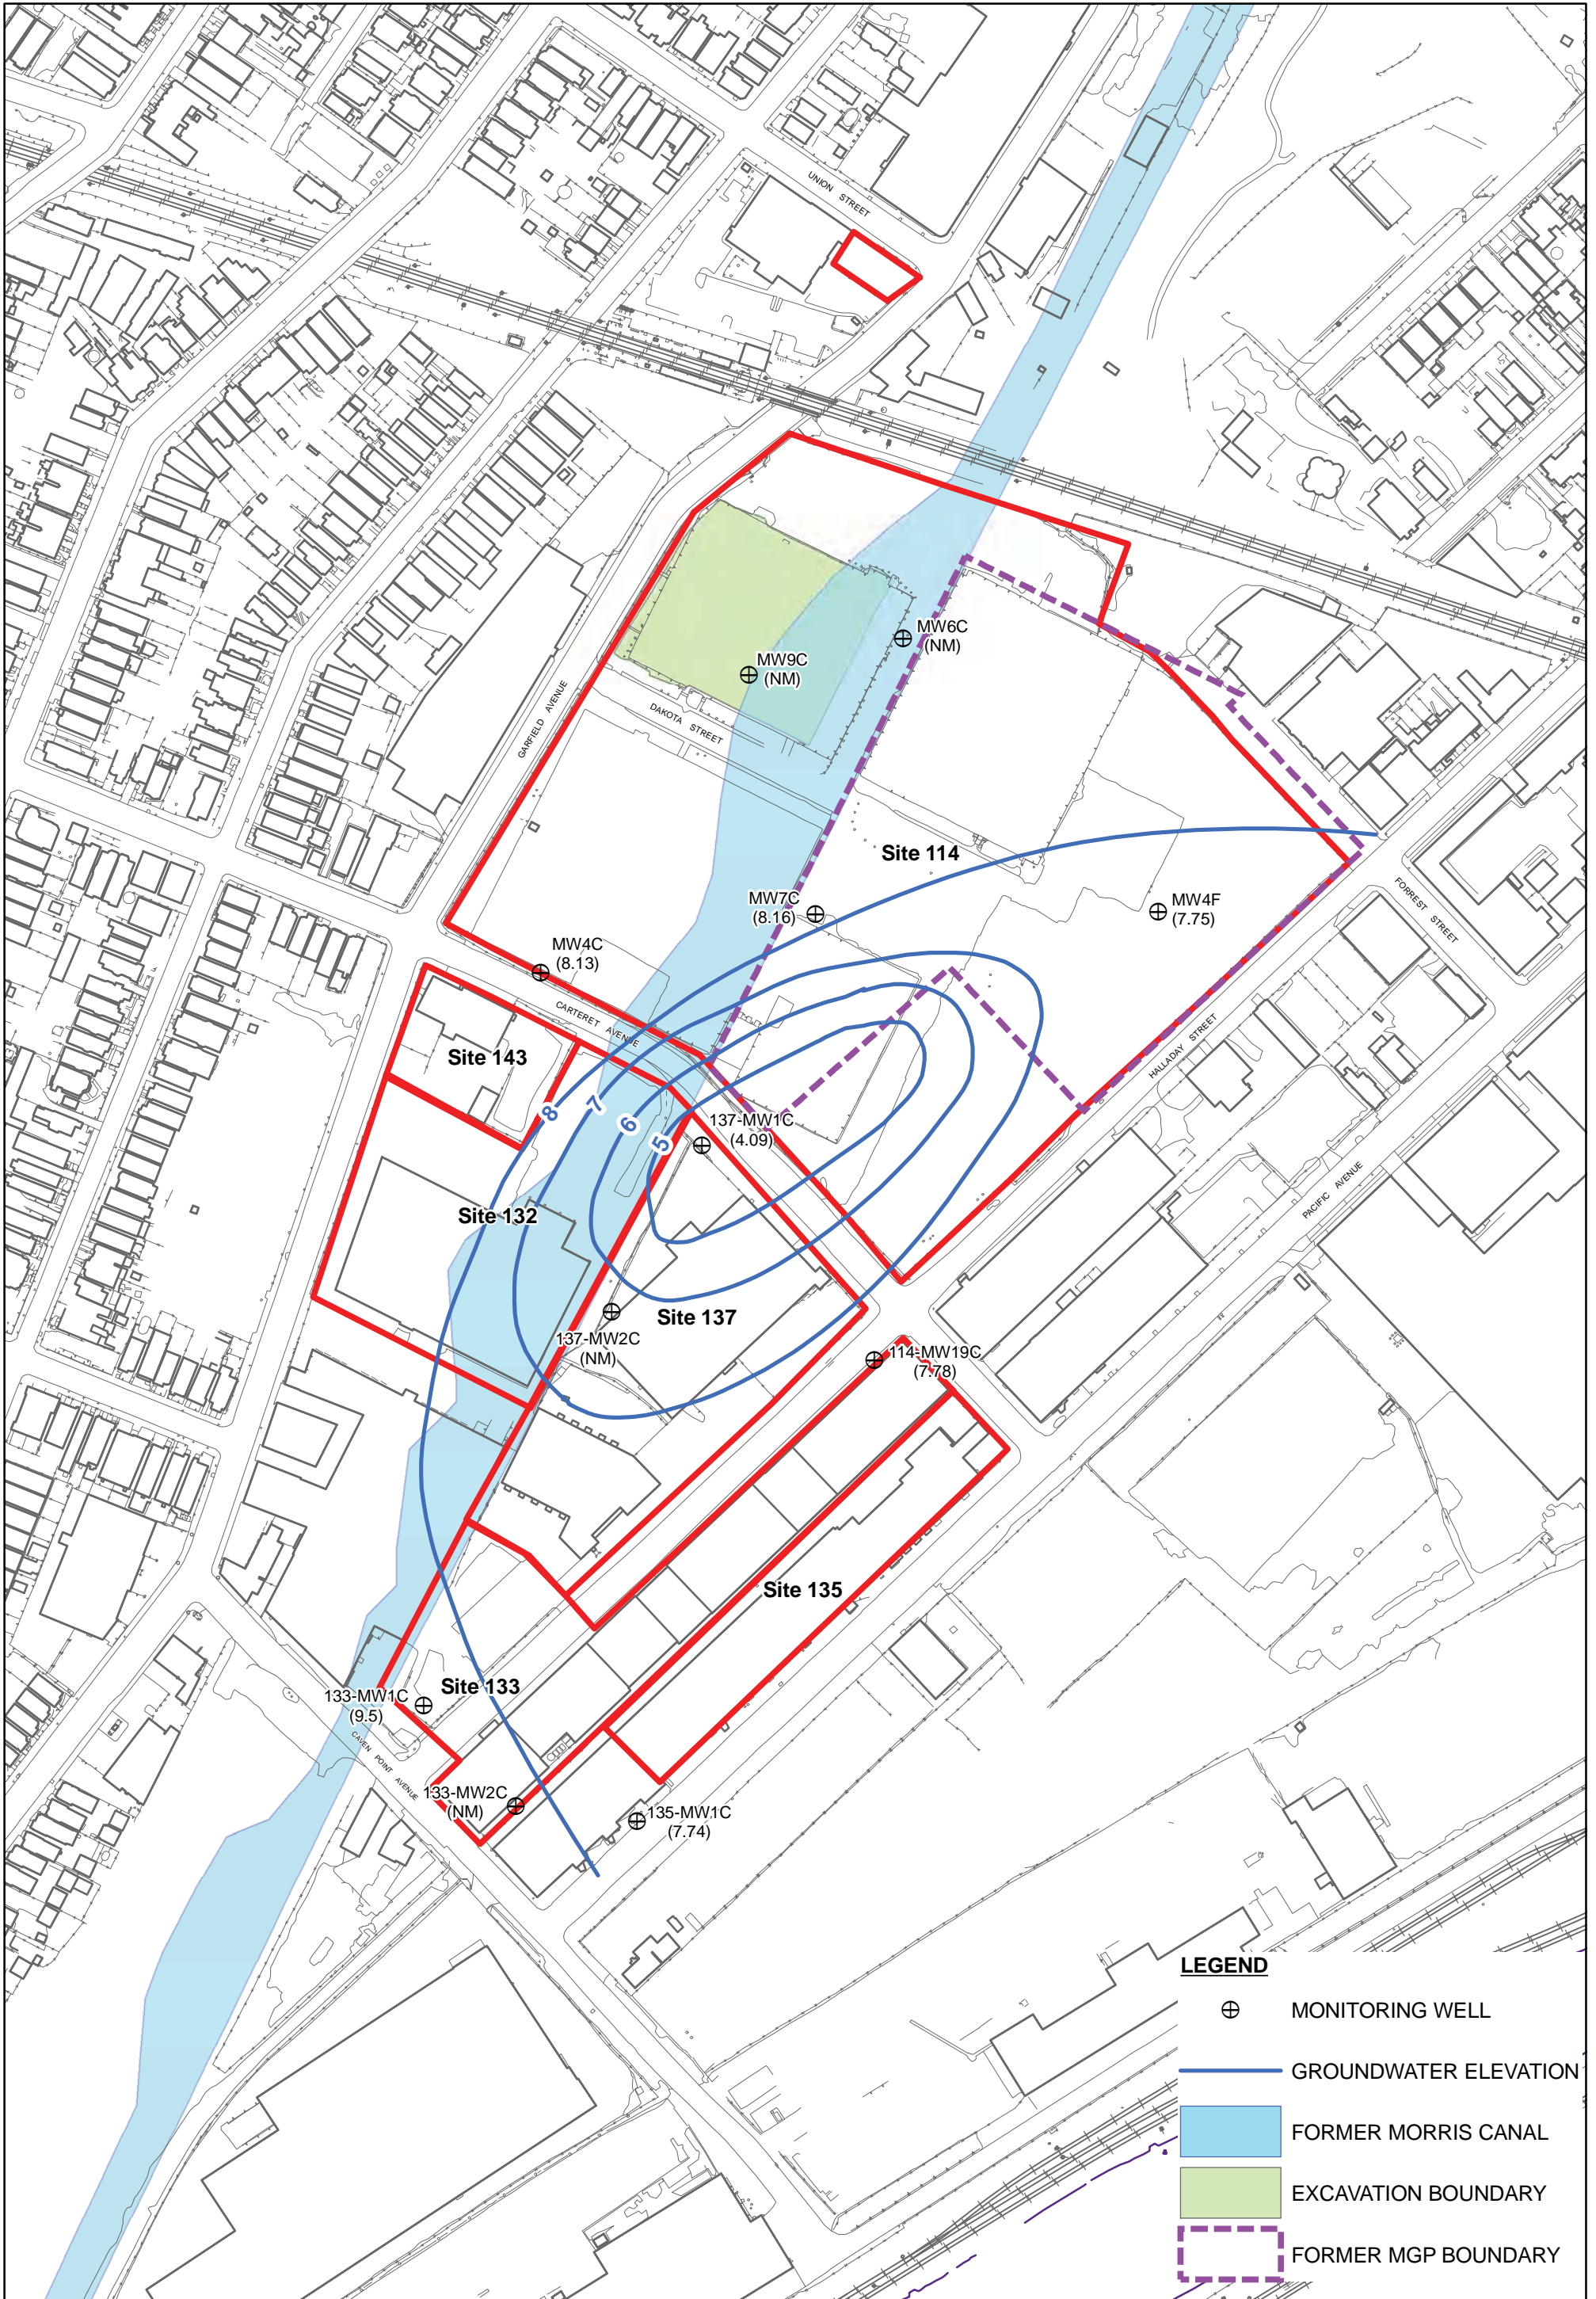 UNION STREET
MW6C
(NM)
MW9C
(NM)
GARFIELD AVENUE
DAKOTA STREET
Site 114
MW7C
(8.16)
MW4F
(7.75)
FORREST STREET
MW4C
(8.13)
CARTERET AVENUE
HALLADAY STREET
Site 143
8
7
6
5
137-MW1C
(4.09)
PACIFIC AVENUE
Site 132
Site 137
137-MW2C
(NM)
114-MW19C
(7.78)
Site 135
Site 133
133-MW1C
(9.5)
CAVEN POINT AVENUE
133-MW2C
(NM)
135-MW1C
(7.74)
LEGEND
MONITORING WELL
GROUNDWATER ELEVATION
FORMER MORRIS CANAL
EXCAVATION BOUNDARY
FORMER MGP BOUNDARY